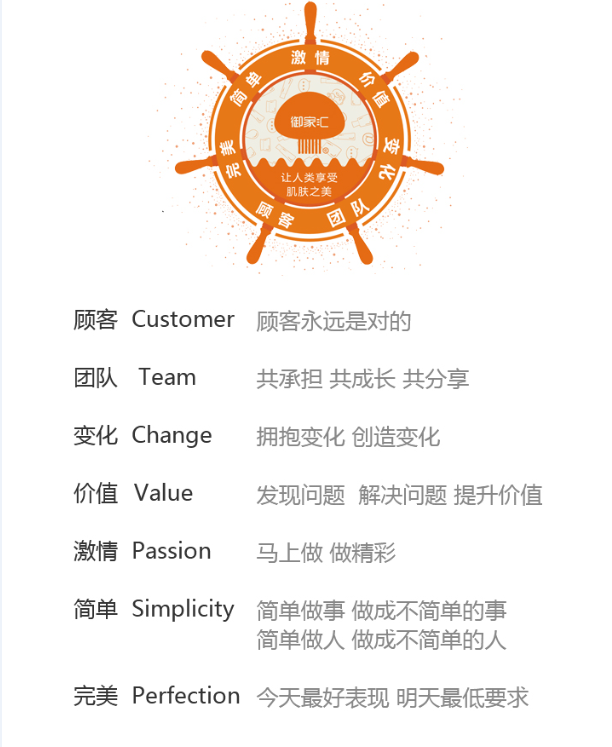 激情
简单
价值
完美
变化
顾客
团队
御家汇
®
让人类享受
肌肤之美
顾客 Customer 顾客永远是对的
团队 Team 共承担 共成长 共分享
变化 Change 拥抱变化 创造变化
价值 Value 发现问题 解决问题 提升价值
激情 Passion 马上做 做精彩
简单 Simplicity 简单做事 做成不简单的事
简单做人 做成不简单的人
完美 Perfection 今天最好表现 明天最低要求